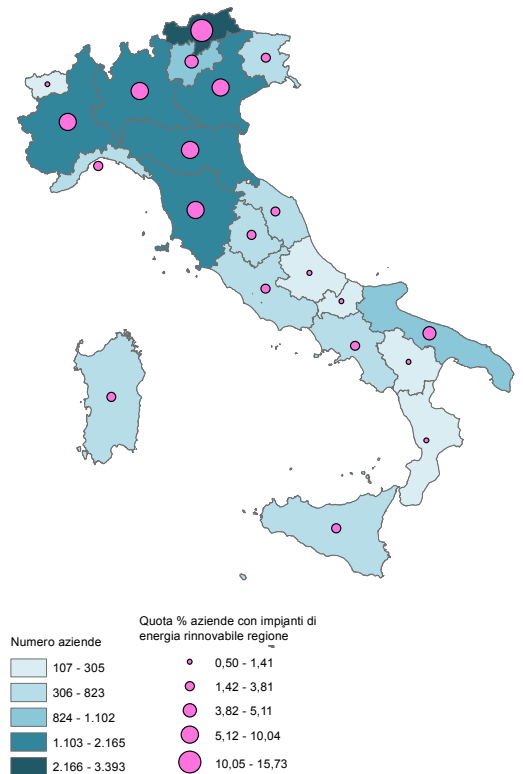 Quota % aziende con impianti di
energia rinnovabile regione
Numero aziende
107 - 305
306 - 823
824 - 1.102
1.103 - 2.165
2.166 - 3.393
0,50 - 1,41
1,42 - 3,81
3,82 - 5,11
5,12 - 10,04
10,05 - 15,73